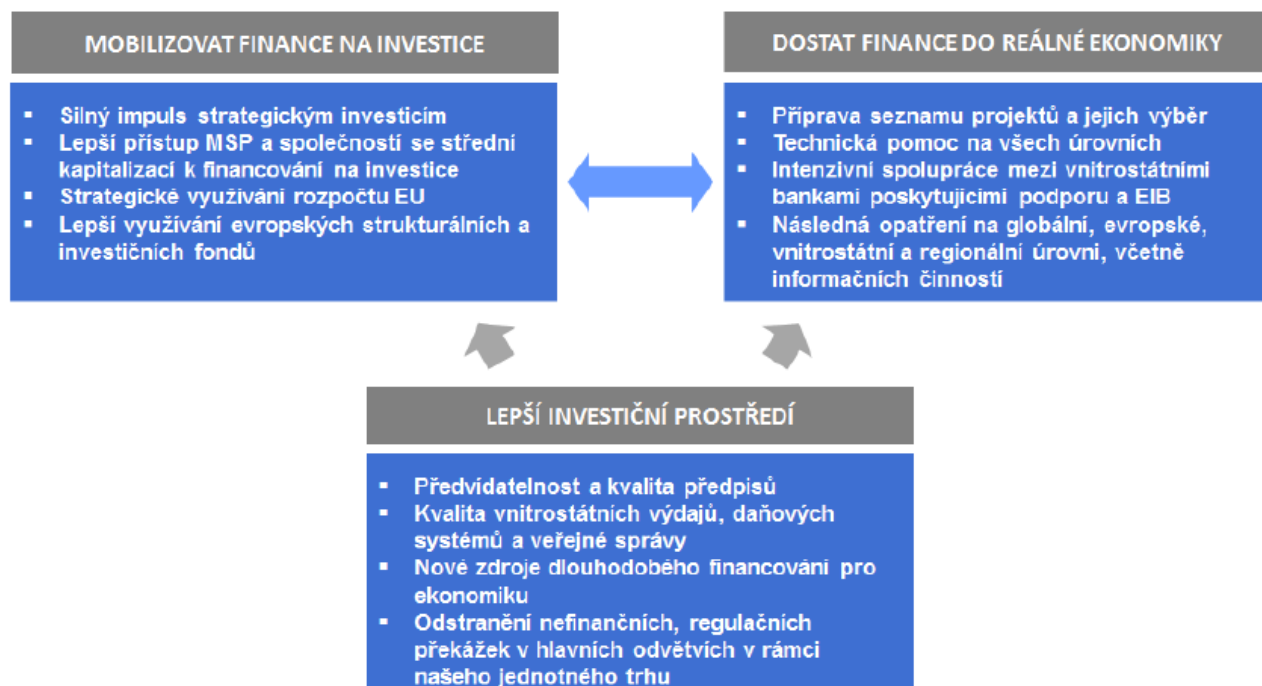 MOBILIZOVAT FINANCE NA INVESTICE
▪ Silný impuls strategickým investicím
▪ Lepší přístup MSP a společností se střední
kapitalizací k financování na investice
▪ Strategické využívání rozpočtu EU
▪ Lepší využívání evropských strukturálních a
investičních fondů
DOSTAT FINANCE DO REÁLNÉ EKONOMIKY
▪ Příprava seznamu projektů a jejich výběr
▪ Technická pomoc na všech úrovních
▪ Intenzivní spolupráce mezi vnitrostátními
bankami poskytujícimi podporu a EIB
▪ Následná opatření na globální, evropské,
vnitrostátní a regionální úrovni, včetně
informačních činností
LEPŠÍ INVESTIČNÍ PROSTŘEDÍ
▪ Předvídatelnost a kvalita předpisů
▪ Kvalita vnitrostátních výdajů, daňových
systémů a veřejné správy
▪ Nové zdroje dlouhodobého financování pro
ekonomiku
▪ Odstranění nefinančních, regulačních
překážek v hlavních odvětvích v rámci
našeho jednotného trhu